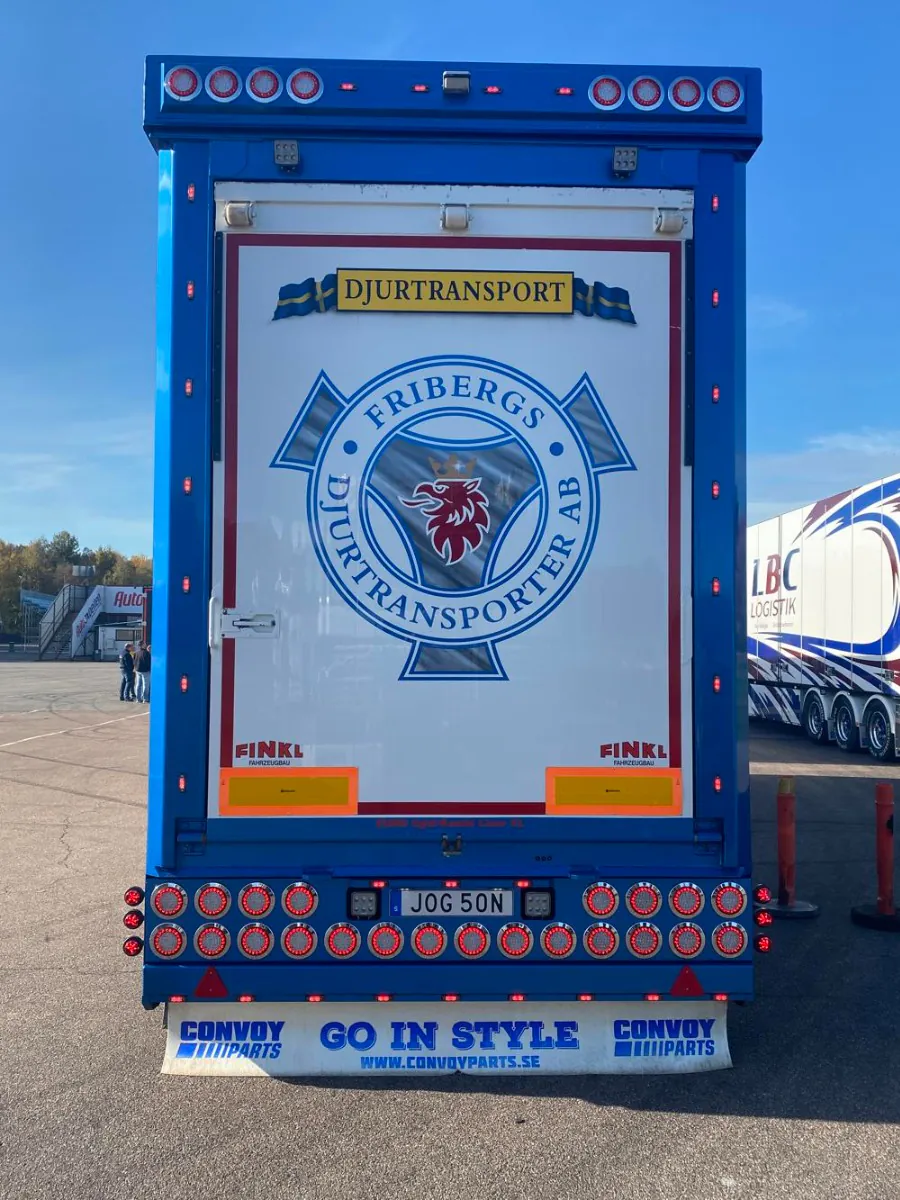 DJURTRANSPORT
FRIBERGS
DJURTRANSPORTER AB
LBC
LOGISTIK
Auto
FINKL
FAHRZEUGBAU
FINKL
FAHRZEUGBAU
S JOG 50N
CONVOY
PARTS
GO IN STYLE
WWW.CONVOYPARTS.SE
CONVOY
PARTS